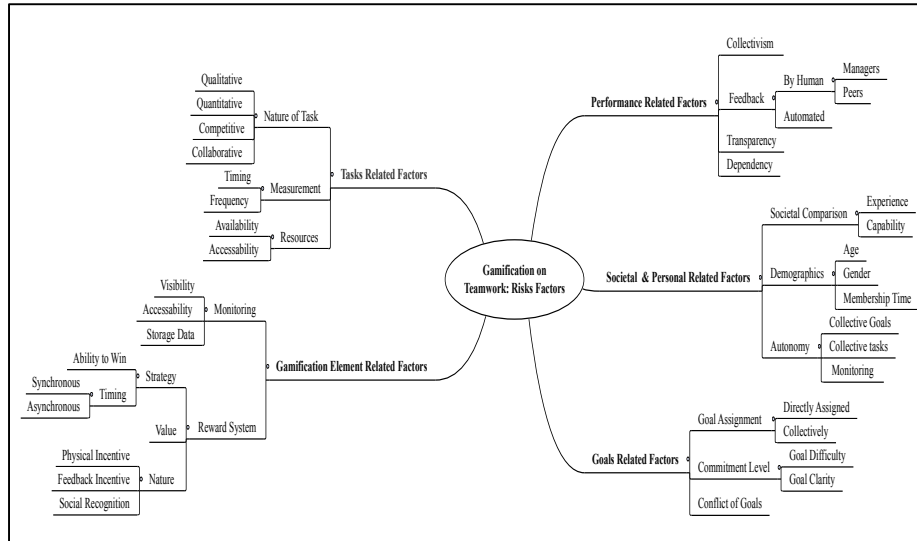 Gamification on
Teamwork: Risks Factors
Tasks Related Factors
Nature of Task
Qualitative
Quantitative
Competitive
Collaborative
Measurement
Timing
Frequency
Resources
Availability
Accessability
Gamification Element Related Factors
Monitoring
Visibility
Accessability
Storage Data
Reward System
Strategy
Ability to Win
Timing
Synchronous
Asynchronous
Value
Nature
Physical Incentive
Feedback Incentive
Social Recognition
Performance Related Factors
Collectivism
Feedback
By Human
Managers
Peers
Automated
Transparency
Dependency
Societal & Personal Related Factors
Societal Comparison
Experience
Capability
Demographics
Age
Gender
Membership Time
Autonomy
Collective Goals
Collective tasks
Monitoring
Goals Related Factors
Goal Assignment
Directly Assigned
Collectively
Commitment Level
Goal Difficulty
Goal Clarity
Conflict of Goals